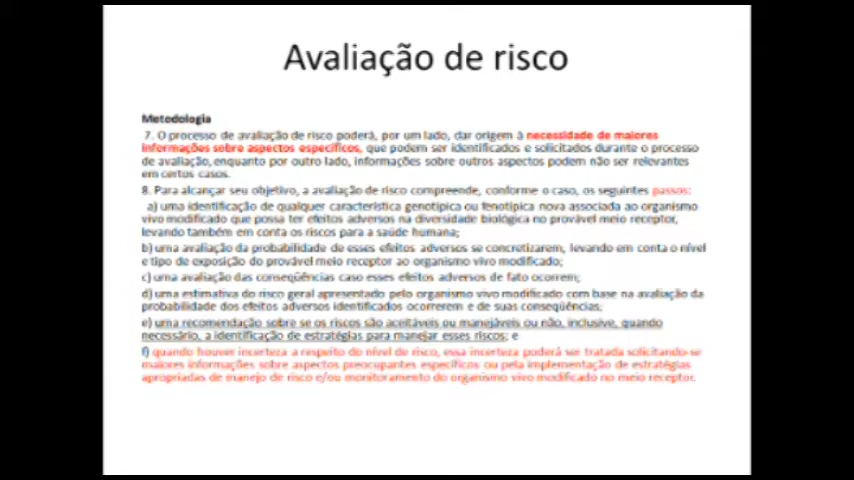 Avaliação de risco
Metodologia
7. O processo de avaliação de risco poderá, por um lado, dar origem à necessidade de maiores
informações sobre aspectos específicos, que podem ser identificados e solicitados durante o processo
de avaliação, enquanto por outro lado, informações sobre outros aspectos podem não ser relevantes
em certos casos.
8. Para alcançar seu objetivo, a avaliação de risco compreende, conforme o caso, os seguintes passos:
a) uma identificação de qualquer característica genotípica ou fenotípica nova associada ao organismo
vivo modificado que possa ter efeitos adversos na diversidade biológica no provável meio receptor,
levando também em conta os riscos para a saúde humana;
b) uma avaliação da probabilidade de esses efeitos adversos se concretizarem, levando em conta o nível
e tipo de exposição do provável meio receptor ao organismo vivo modificado;
c) uma avaliação das conseqüências caso esses efeitos adversos de fato ocorrem;
d) uma estimativa do risco geral apresentado pelo organismo vivo modificado com base na avaliação da
probabilidade dos efeitos adversos identificados ocorrerem e de suas conseqüências;
e) uma recomendação sobre se os riscos são aceitáveis ou manejáveis ou não, inclusive, quando
necessário, a identificação de estratégias para manejar esses riscos; e
f) quando houver incerteza a respeito do nível de risco, essa incerteza poderá ser tratada solicitando-se
maiores informações sobre aspectos preocupantes específicos ou pela implementação de estratégias
apropriadas de manejo de risco e/ou monitoramento do organismo vivo modificado no meio receptor.